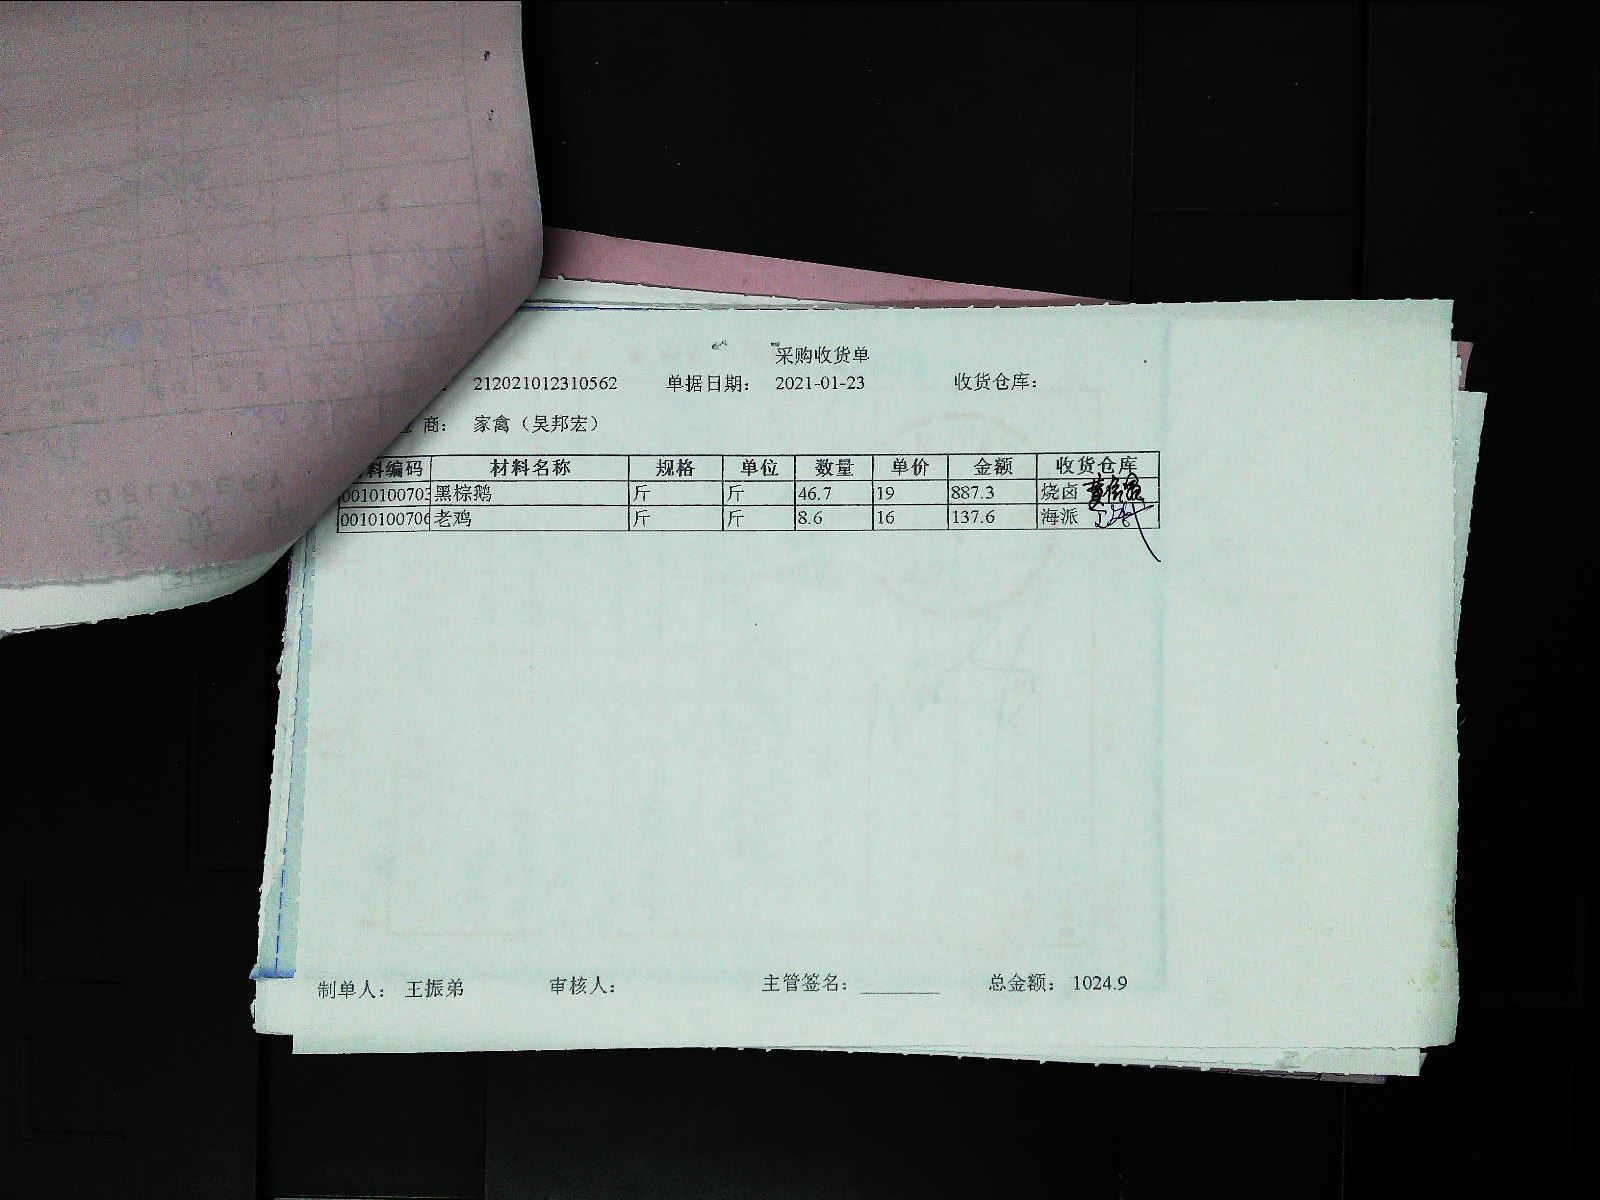 采购收货单
212021012310562 单据日期： 2021-01-23 收货仓库：
商： 家禽（吴邦宏）
料编码 材料名称 规格 单位 数量 单价 金额 收货仓库
0010100703 黑棕鹅 斤 斤 46.7 19 887.3 烧卤
0010100706 老鸡 斤 斤 8.6 16 137.6 海派
制单人： 王振弟 审核人： 主管签名： ________ 总金额： 1024.9